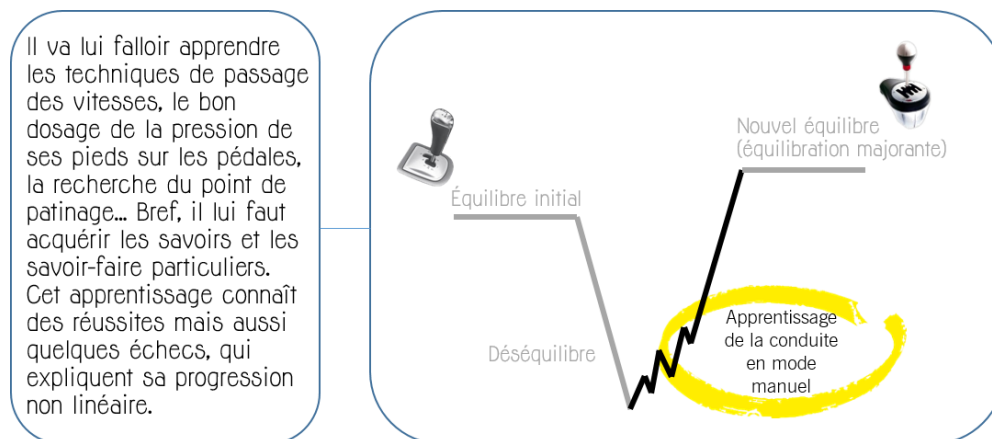 Il va lui falloir apprendre
les techniques de passage
des vitesses, le bon
dosage de la pression de
ses pieds sur les pédales,
la recherche du point de
patinage... Bref, il lui faut
acquérir les savoirs et les
savoir-faire particuliers.
Cet apprentissage connaît
des réussites mais aussi
quelques échecs, qui
expliquent sa progression
non linéaire.
Nouvel équilibre
(équilibration majorante)
Équilibre initial
Déséquilibre
Apprentissage
de la conduite
en mode
manuel